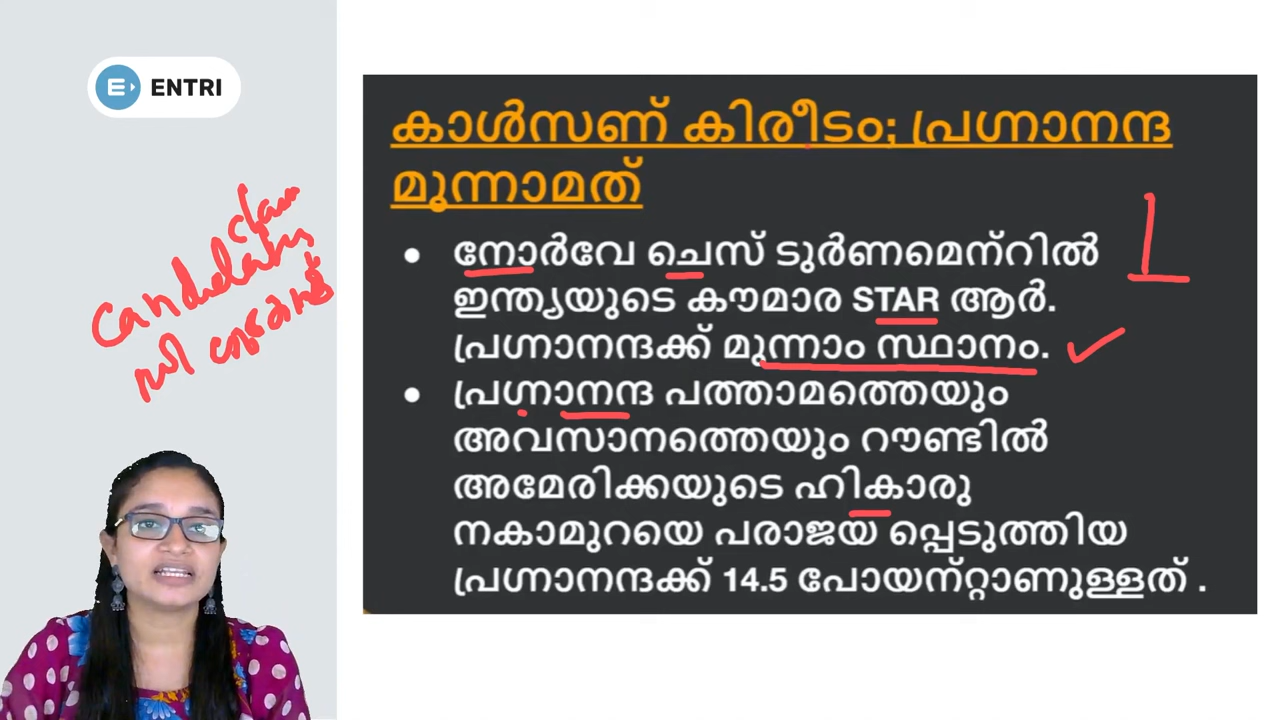 ENTRI
കാൾസണ് കിരീടം; പ്രഗ്നാനന്ദ
മൂന്നാമത്
• നോർവേ ചെസ് ടുർണമെന്റിൽ
ഇന്ത്യയുടെ കൗമാര STAR ആർ.
പ്രഗ്നാനന്ദക്ക് മുന്നാം സ്ഥാനം.
• പ്രഗ്നാനന്ദ പത്താമത്തെയും
അവസാനത്തെയും റൗണ്ടിൽ
അമേരിക്കയുടെ ഹികാരു
നകാമുറയെ പരാജയ പ്പെടുത്തിയ
പ്രഗ്നാനന്ദക്ക് 14.5 പോയന്റ്റാണുള്ളത് .
1